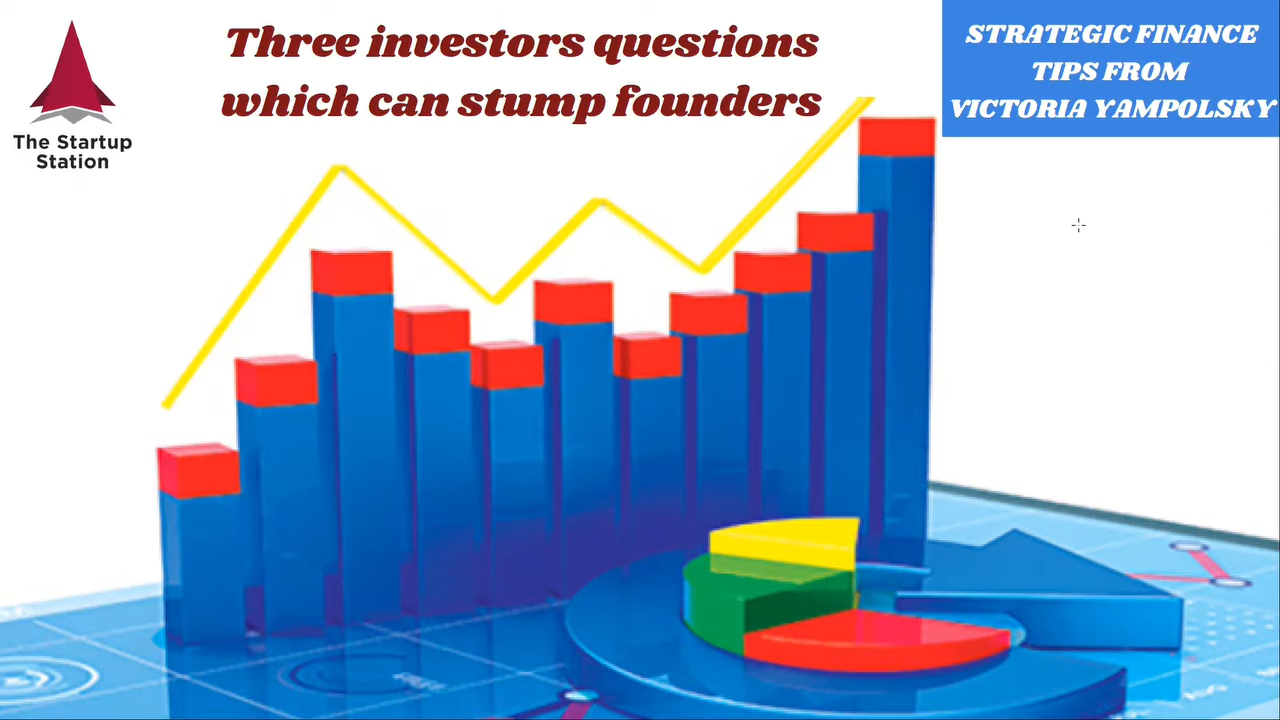 Three investors questions
which can stump founders
STRATEGIC FINANCE
TIPS FROM
VICTORIA YAMPOLSKY
The Startup
Station